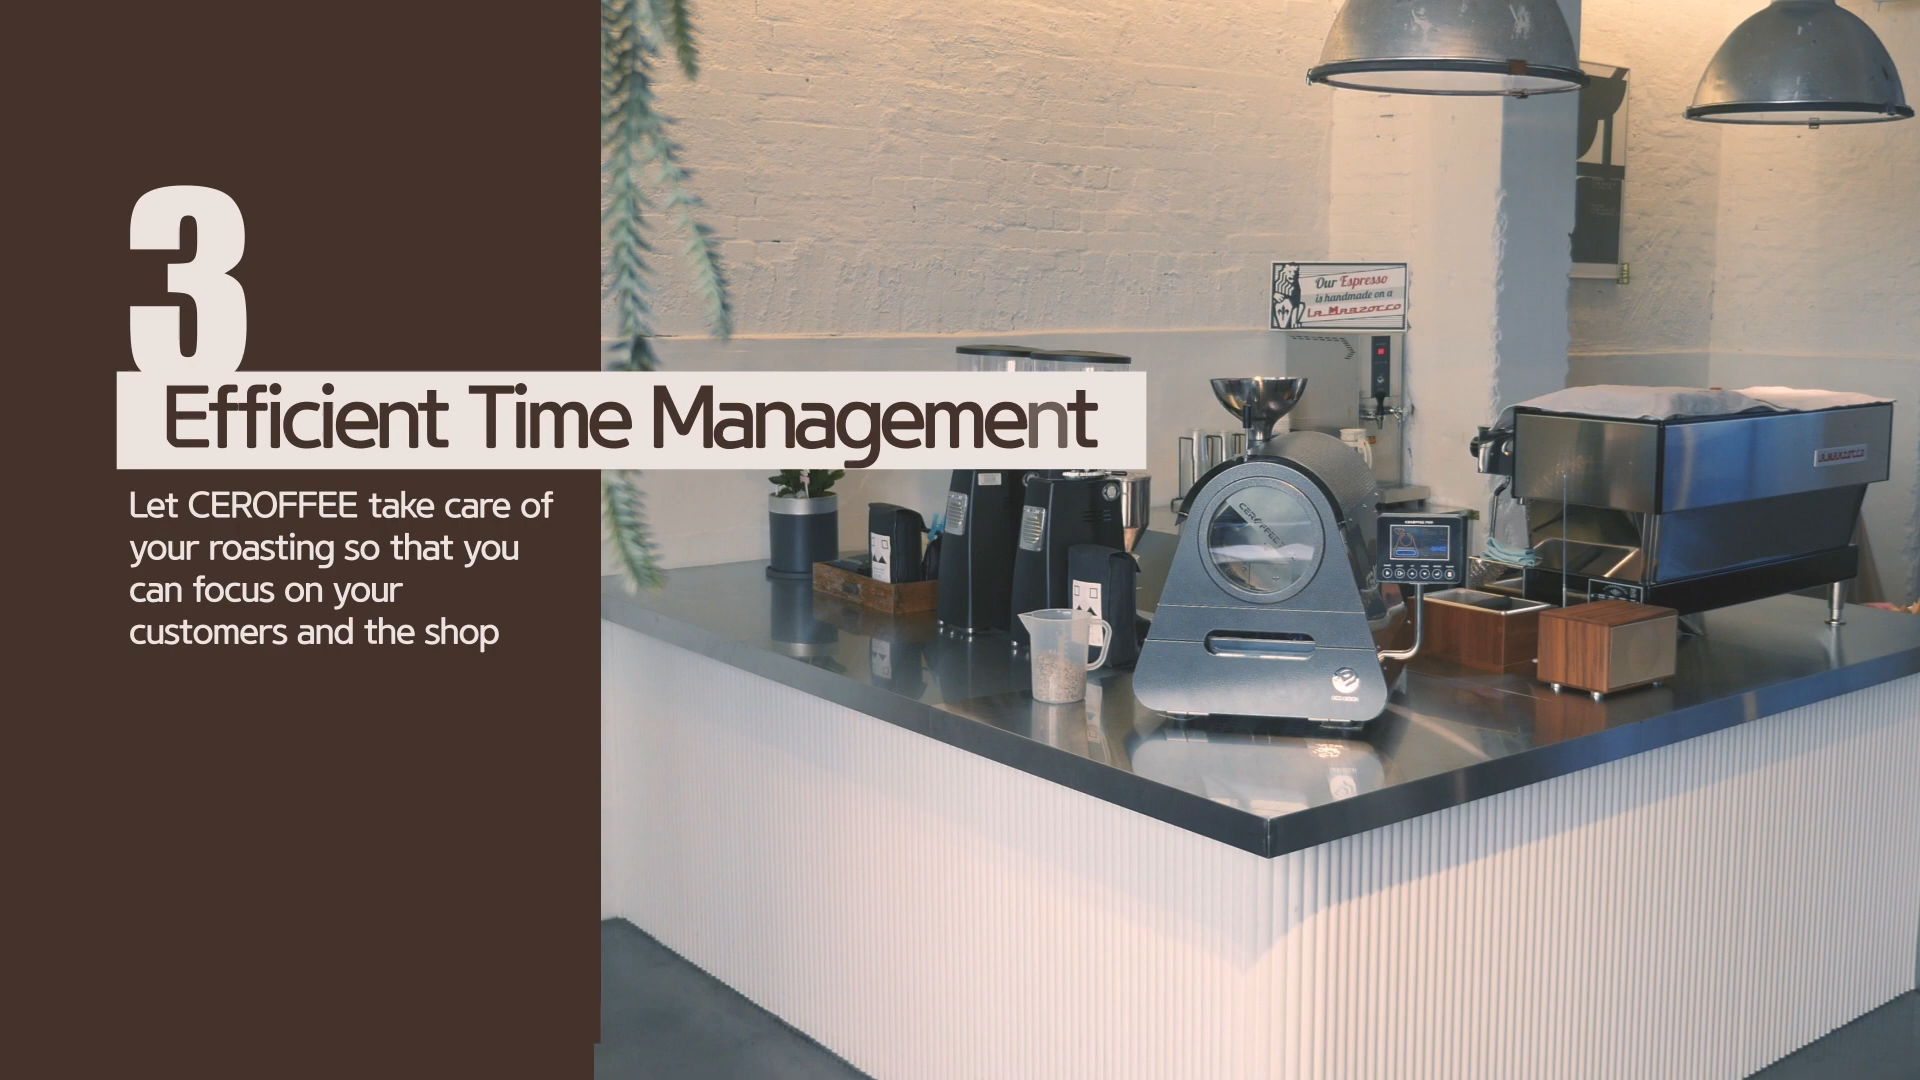 3
Efficient Time Management
Let CEROFFEE take care of
your roasting so that you
can focus on your
customers and the shop
Our Espresso
is handmade on a
La Marzocco
CEROFFEE